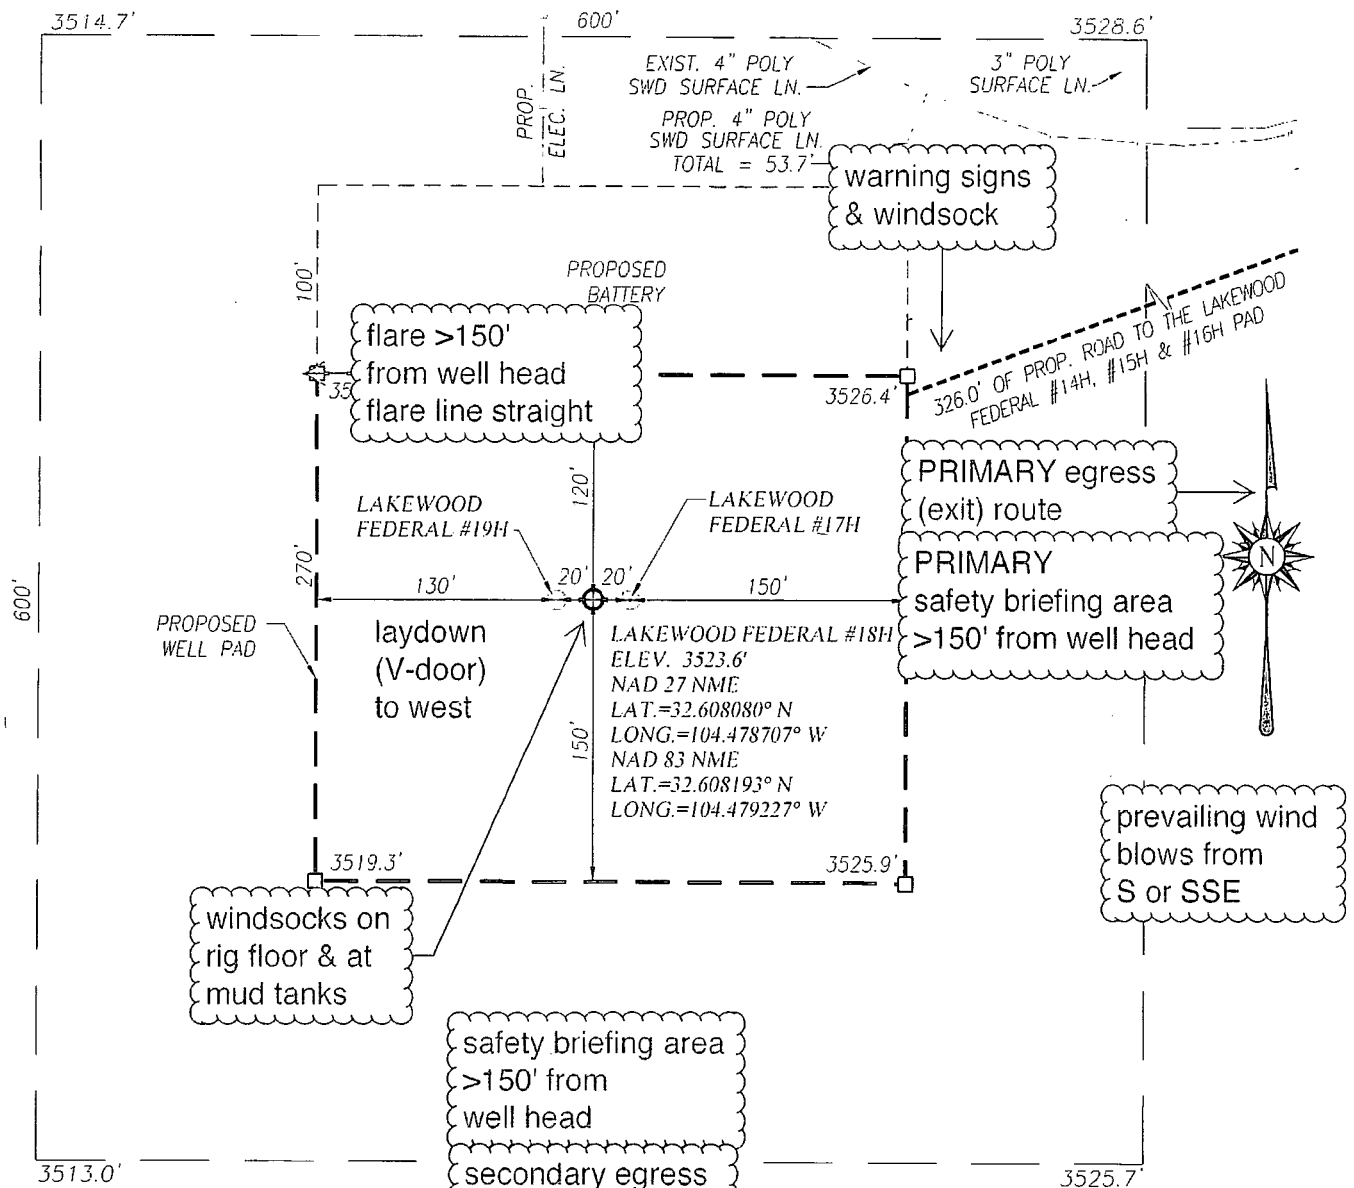 3514.7'
600'
3528.6'
EXIST. 4" POLY
SWD SURFACE LN.
3" POLY
SURFACE LN.
PROP.
ELEC. LN.
PROP. 4" POLY
SWD SURFACE LN.
TOTAL = 53.7'
warning signs
& windsock
100'
PROPOSED
BATTERY
flare >150'
from well head
flare line straight
35
3526.4'
326.0' OF PROP. ROAD TO THE LAKEWOOD
FEDERAL #14H, #15H & #16H PAD
PRIMARY egress
(exit) route
120'
LAKEWOOD
FEDERAL #19H
LAKEWOOD
FEDERAL #17H
N
PRIMARY
safety briefing area
>150' from well head
600'
270'
130'
20'
20'
150'
PROPOSED
WELL PAD
laydown
(V-door)
to west
LAKEWOOD FEDERAL #18H
ELEV. 3523.6'
NAD 27 NME
LAT.=32.608080° N
LONG.=104.478707° W
NAD 83 NME
LAT.=32.608193° N
LONG.=104.479227° W
150'
prevailing wind
blows from
S or SSE
3519.3'
3525.9'
windsocks on
rig floor & at
mud tanks
safety briefing area
>150' from
well head
secondary egress
3513.0'
3525.7'